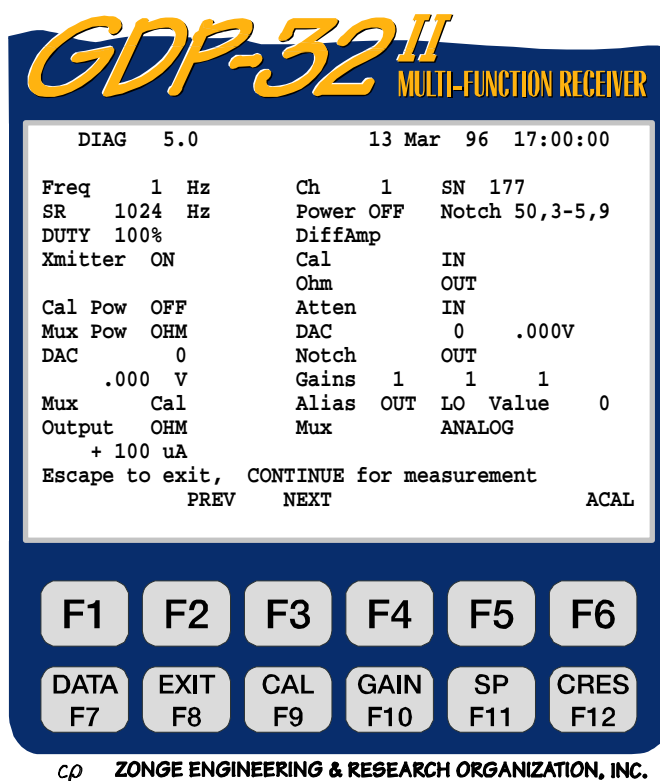 GDP-32 II
MULTI-FUNCTION RECEIVER
DIAG 5.0 13 Mar 96 17:00:00
Freq 1 Hz Ch 1 SN 177
SR 1024 Hz Power OFF Notch 50,3-5,9
DUTY 100% DiffAmp
Xmitter ON Cal IN
Ohm OUT
Cal Pow OFF Atten IN
Mux Pow OHM DAC 0 .000V
DAC 0 Notch OUT
.000 V Gains 1 1 1
Mux Cal Alias OUT LO Value 0
Output OHM Mux ANALOG
+ 100 uA
Escape to exit, CONTINUE for measurement
PREV NEXT ACAL
F1 F2 F3 F4 F5 F6
DATA EXIT CAL GAIN SP CRES
F7 F8 F9 F10 F11 F12
cρ ZONGE ENGINEERING & RESEARCH ORGANIZATION, INC.